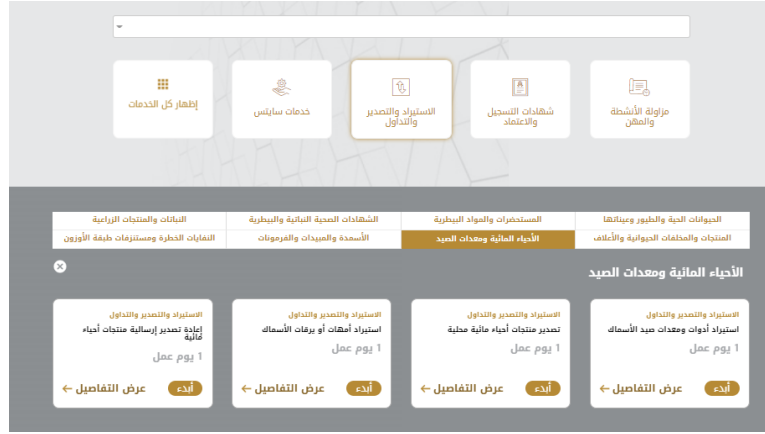 مزاولة الأنشطة
والمهن
شهادات التسجيل
والاعتماد
الاستيراد والتصدير
والتداول
خدمات سايتس
إظهار كل الخدمات
الحيوانات الحية والطيور وعيناتها
المستحضرات والمواد البيطرية
الشهادات الصحية النباتية والبيطرية
النباتات والمنتجات الزراعية
المنتجات والمخلفات الحيوانية والأعلاف
الأحياء المائية ومعدات الصيد
الأسمدة والمبيدات والفرمونات
النفايات الخطرة ومستنزفات طبقة الأوزون
الأحياء المائية ومعدات الصيد
الاستيراد والتصدير والتداول
استيراد أدوات ومعدات صيد الأسماك
1 يوم عمل
أبدء
عرض التفاصيل
الاستيراد والتصدير والتداول
تصدير منتجات أحياء مائية محلية
1 يوم عمل
أبدء
عرض التفاصيل
الاستيراد والتصدير والتداول
استيراد أمهات أو يرقات الأسماك
1 يوم عمل
أبدء
عرض التفاصيل
الاستيراد والتصدير والتداول
إعادة تصدير إرسالية منتجات أحياء
مائية
1 يوم عمل
أبدء
عرض التفاصيل